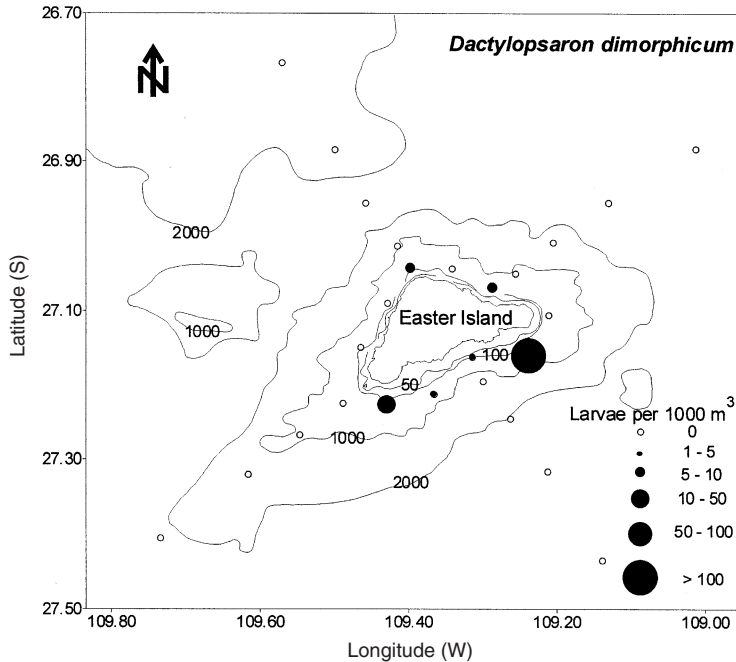 26.70
Dactylopsaron dimorphicum
N
26.90
2000
1000
27.10
Easter Island
100
50
Larvae per 1000 m³
0
1 - 5
5 - 10
10 - 50
50 - 100
> 100
1000
27.30
2000
27.50
109.80
109.60
109.40
109.20
109.00
Latitude (S)
Longitude (W)